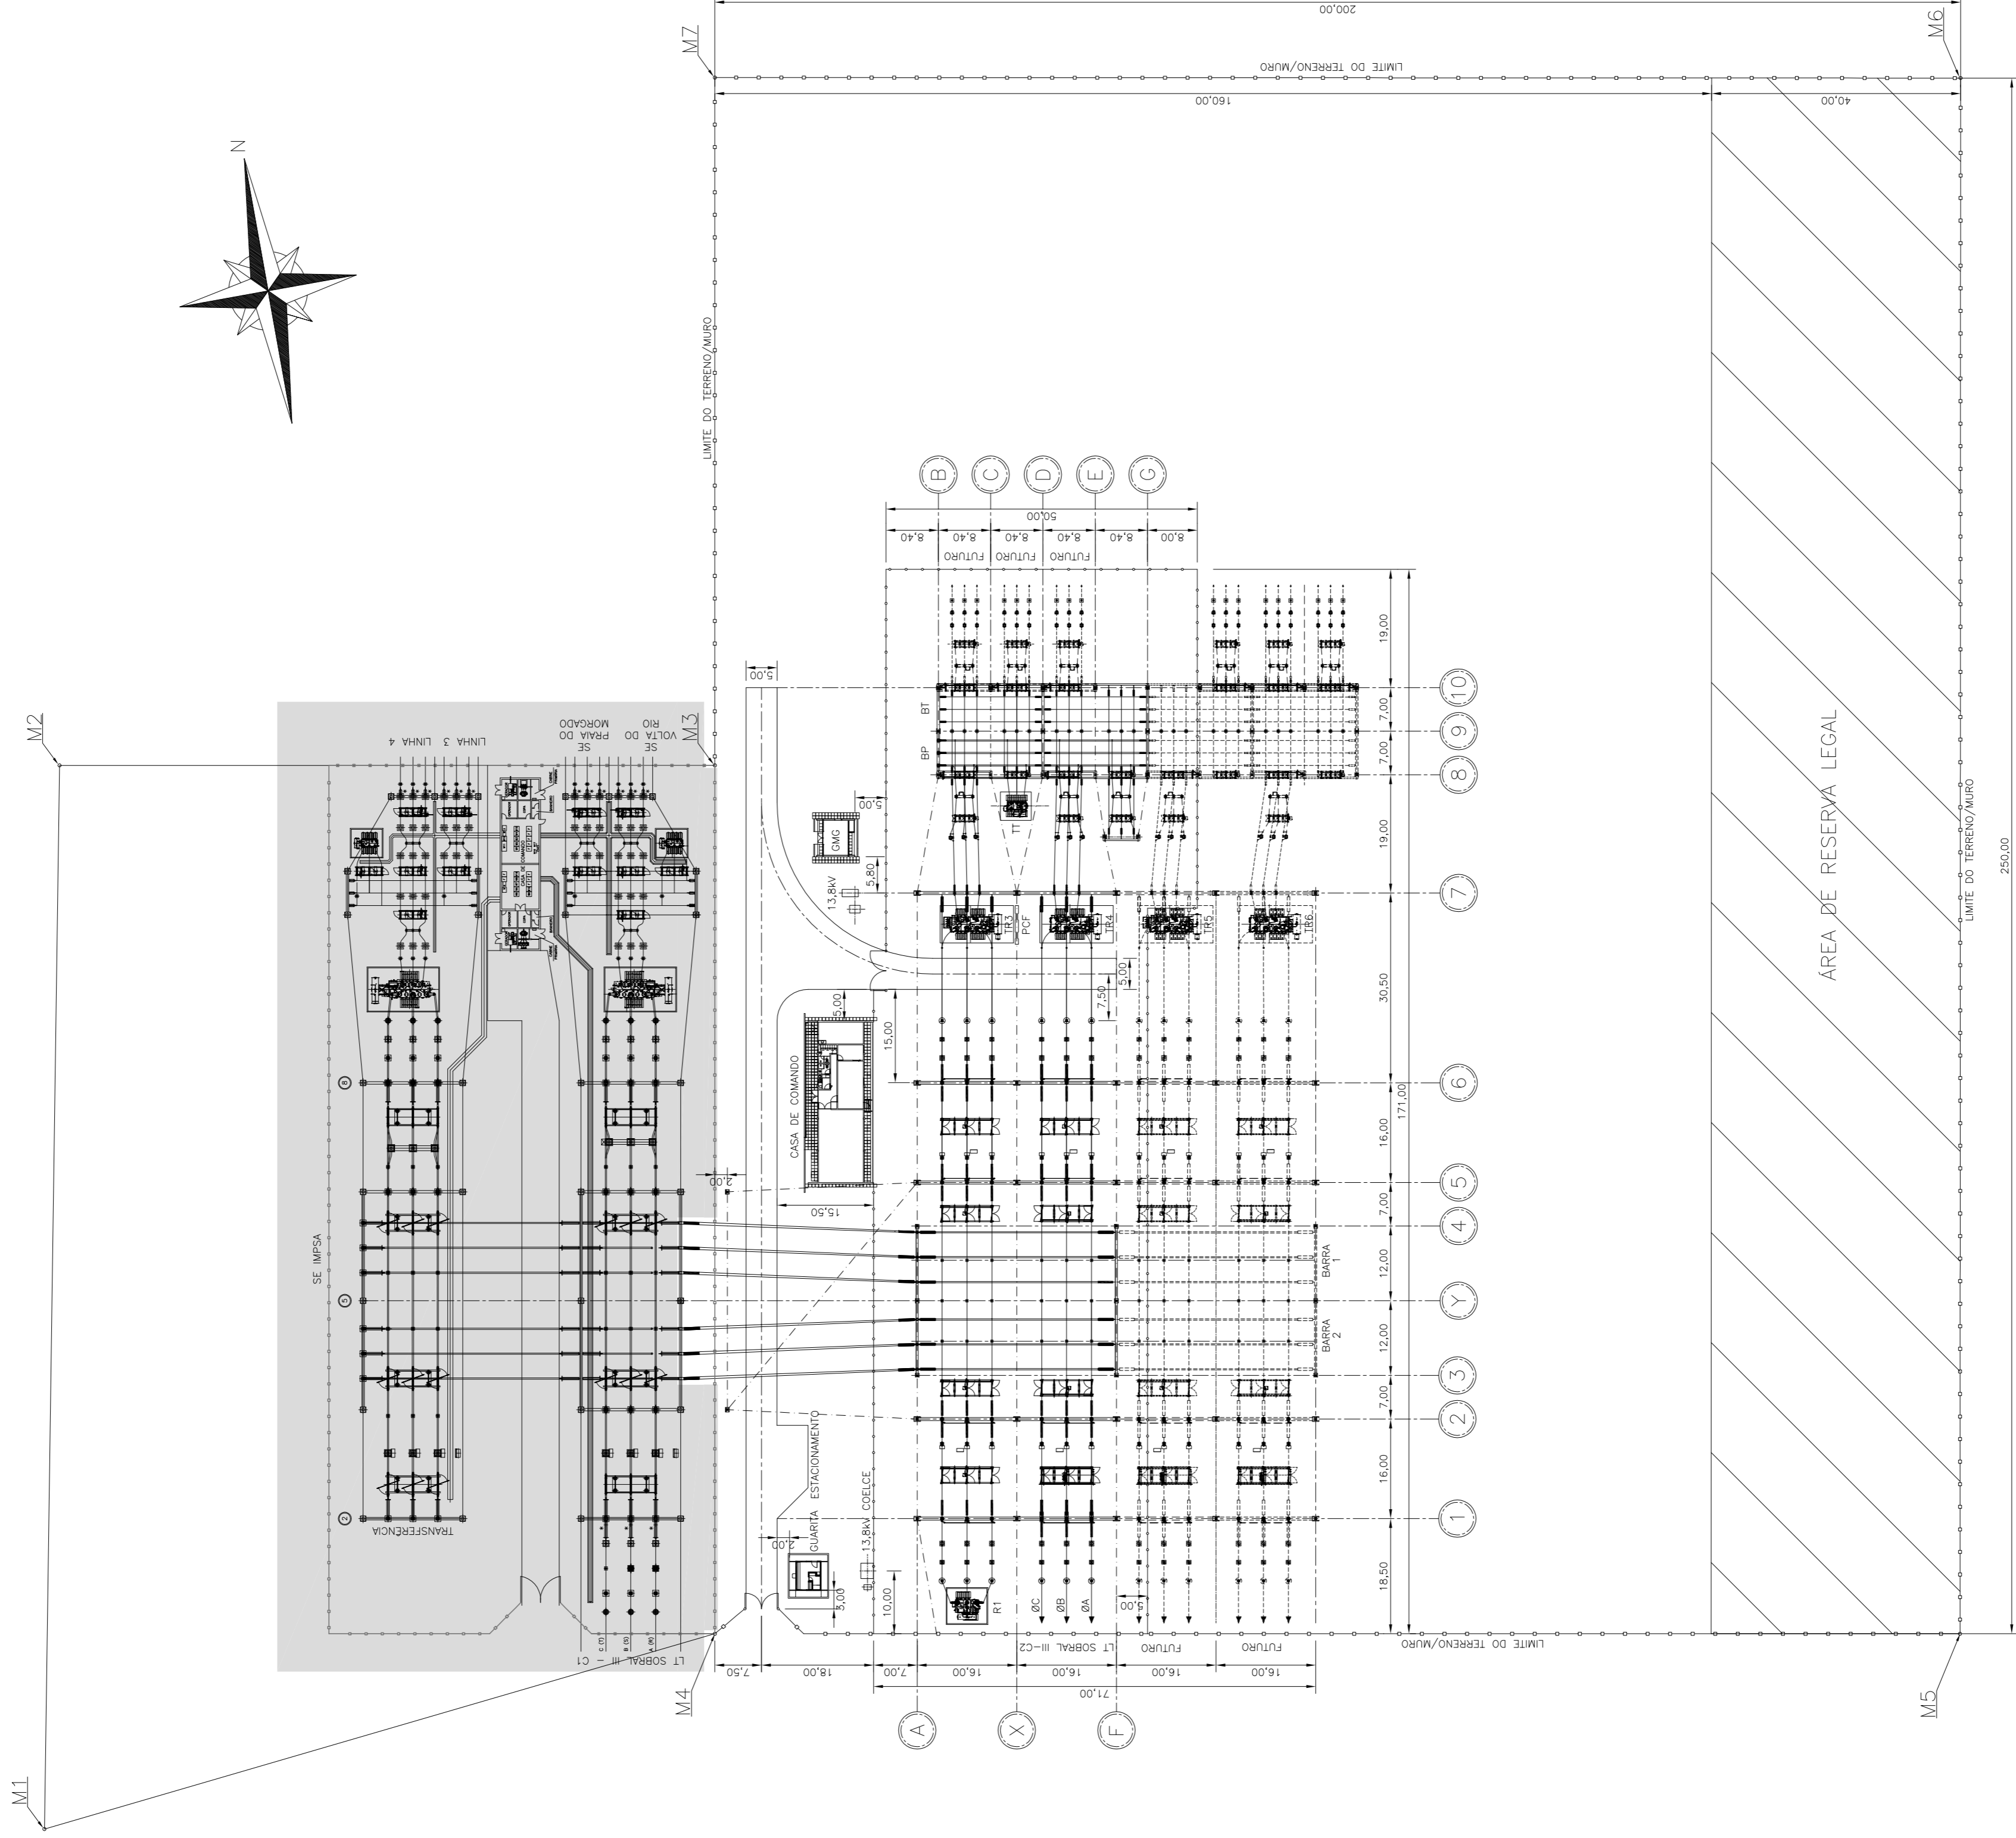 M1
M2
M7
M6
N
200,00
LIMITE DO TERRENO/MURO
160,00
40,00
LIMITE DO TERRENO/MURO
SE IMPSA
TRANSFERÊNCIA
2
5
8
LINHA 4
LINHA 3
SE
PRAIA DO
MORGADO
SE
VOLTA DO
RIO
CASA DE COMANDO
C (T)
B (S)
A (R)
LT SOBRAL III - C1
M3
M4
5,00
2,00
7,50
18,00
7,00
16,00
16,00
16,00
16,00
71,00
2,00
3,00
GUARITA
ESTACIONAMENTO
13,8kV COELCE
10,00
CASA DE COMANDO
15,50
5,00
15,00
GMG
5,00
5,80
13,8kV
7,50
5,00
B
C
D
E
G
50,00
8,40
8,40
8,40
8,40
8,40
8,00
FUTURO
FUTURO
FUTURO
BT
BP
TT
TR3
PCF
TR4
TR5
TR6
R1
ØC
ØB
ØA
5,00
LT SOBRAL III-C2
FUTURO
FUTURO
LIMITE DO TERRENO/MURO
A
X
F
BARRA
1
BARRA
2
19,00
7,00
7,00
19,00
30,50
16,00
7,00
12,00
12,00
7,00
16,00
18,50
171,00
10
9
8
7
6
5
4
Y
3
2
1
ÁREA DE RESERVA LEGAL
LIMITE DO TERRENO/MURO
250,00
M5